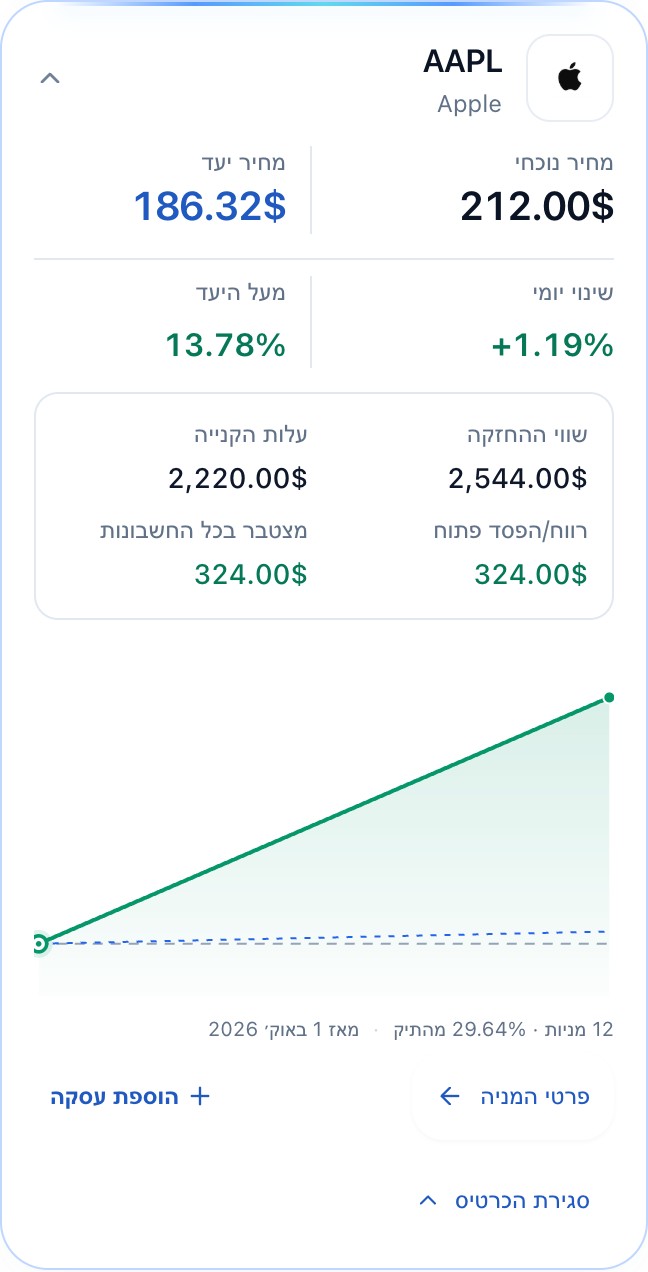 AAPL
Apple
מחיר נוכחי
212.00$
מחיר יעד
186.32$
שינוי יומי
+1.19%
מעל היעד
13.78%
שווי ההחזקה
2,544.00$
עלות הקנייה
2,220.00$
רווח/הפסד פתוח
324.00$
מצטבר בכל החשבונות
324.00$
12 מניות · 29.64% מהתיק · מאז 1 באוק׳ 2026
פרטי המניה ←
+ הוספת עסקה
סגירת הכרטיס